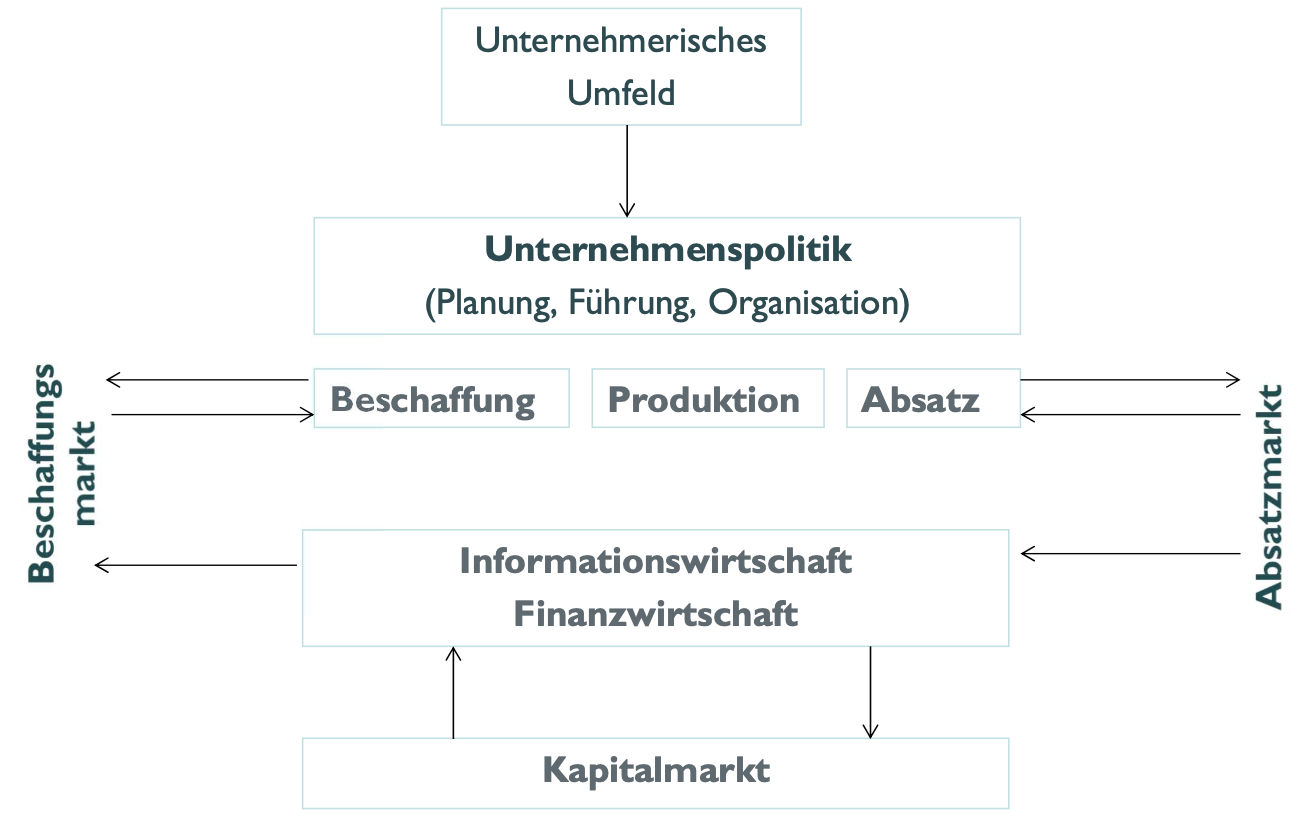 Unternehmerisches
Umfeld
Unternehmenspolitik
(Planung, Führung, Organisation)
Beschaffungs
markt
Beschaffung
Produktion
Absatz
Absatzmarkt
Informationswirtschaft
Finanzwirtschaft
Kapitalmarkt